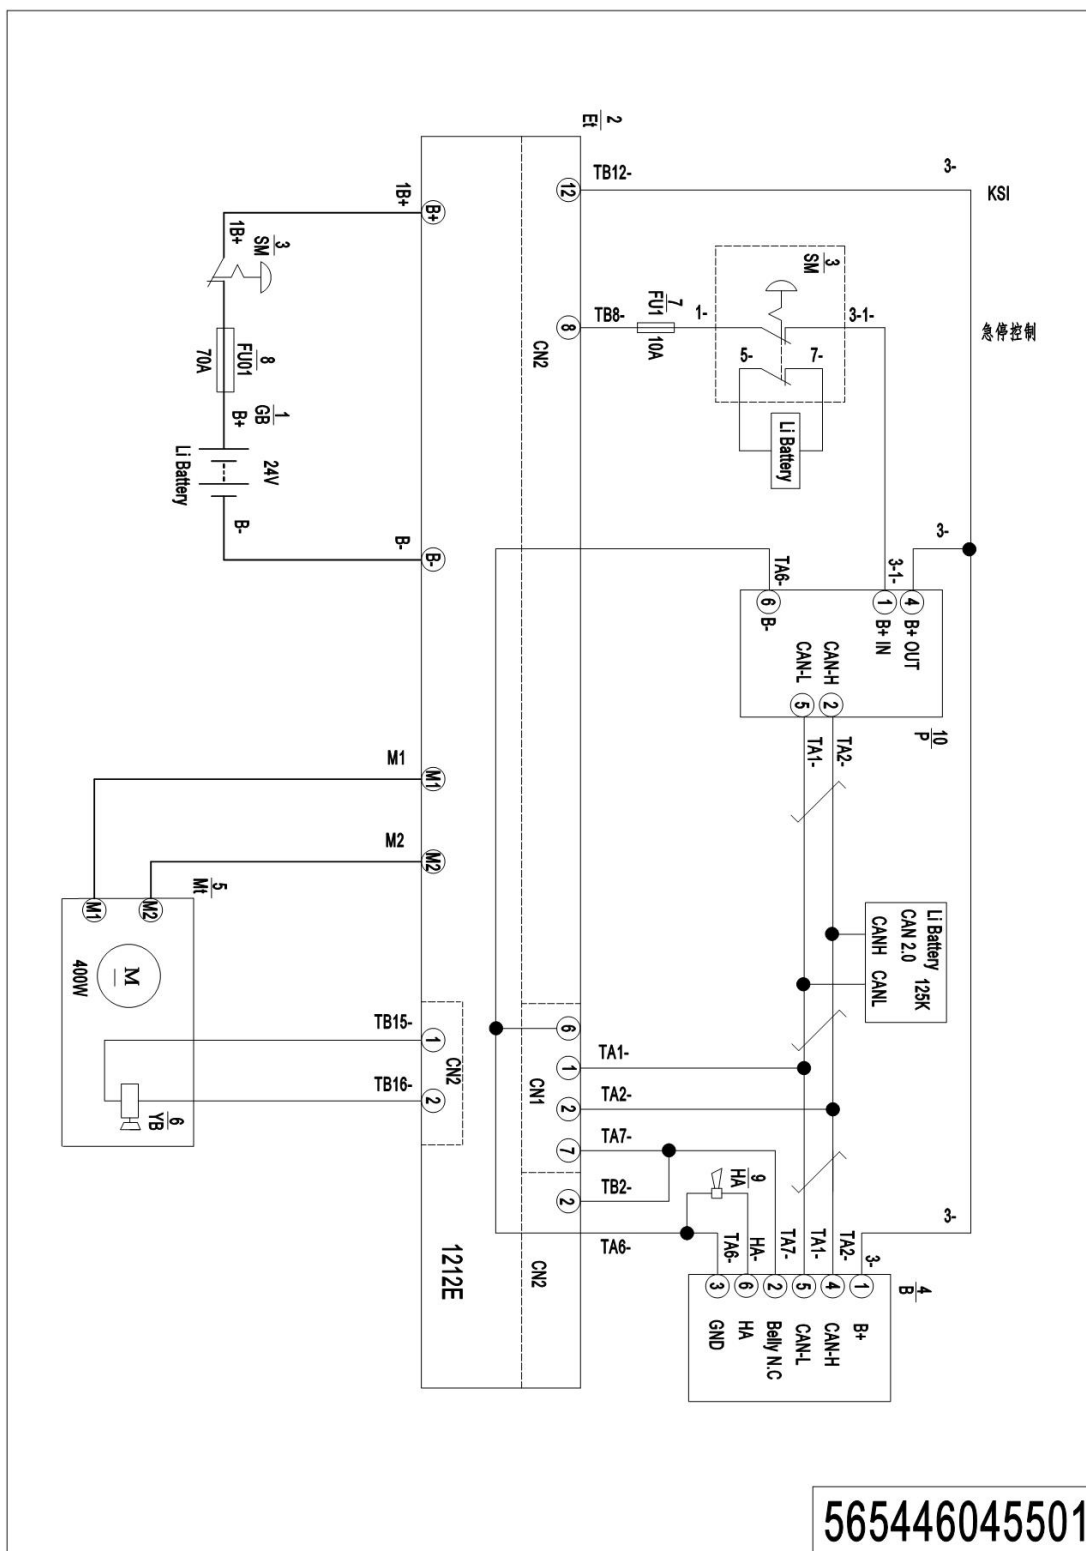 2
Et
TB12-
3-
KSI
12
1B+
B+
1B+
3
SM
3
SM
7
FU1
10A
TB8-
1-
3-1-
急停控制
8
CN2
5-
7-
Li Battery
8
FU01
70A
1
GB
B+
24V
Li Battery
B-
B-
B-
3-
TA6-
3-1-
6
B-
1
B+ IN
4
B+ OUT
CAN-L
CAN-H
5
2
10
P
TA1-
TA2-
M1
M1
M2
M2
5
Mt
M1
M2
M
400W
Li Battery
CAN 2.0
125K
CANH
CANL
TB15-
1
CN2
TB16-
2
6
YB
6
TA1-
1
CN1
TA2-
2
TA7-
7
TB2-
2
9
HA
TA6-
CN2
1212E
3-
TA6-
HA-
TA7-
TA1-
TA2-
3-
3
6
2
5
4
1
4
B
GND
HA
Belly N.C
CAN-L
CAN-H
B+
565446045501